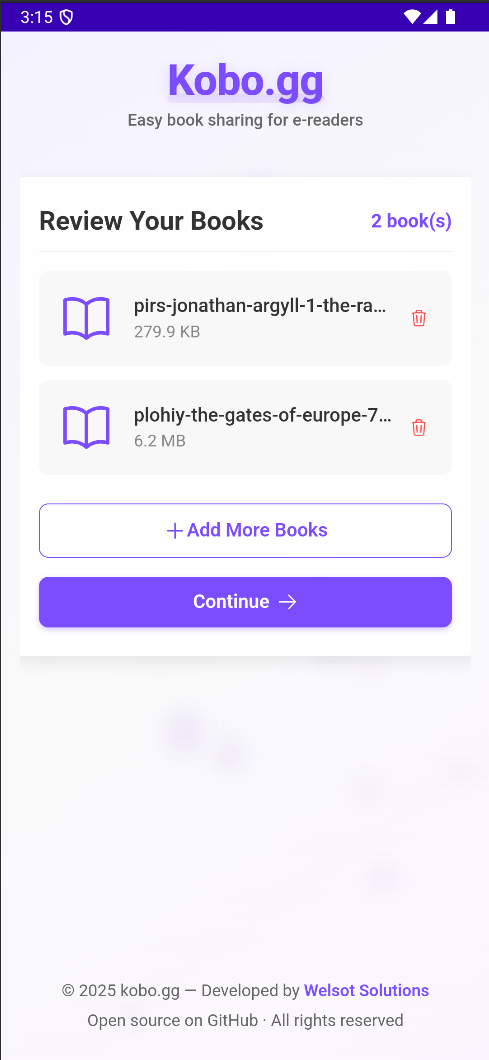 3:15
Kobo.gg
Easy book sharing for e-readers
Review Your Books 2 book(s)
pirs-jonathan-argyll-1-the-ra...
279.9 KB
plohiy-the-gates-of-europe-7...
6.2 MB
Add More Books
Continue →
© 2025 kobo.gg — Developed by Welsot Solutions
Open source on GitHub · All rights reserved